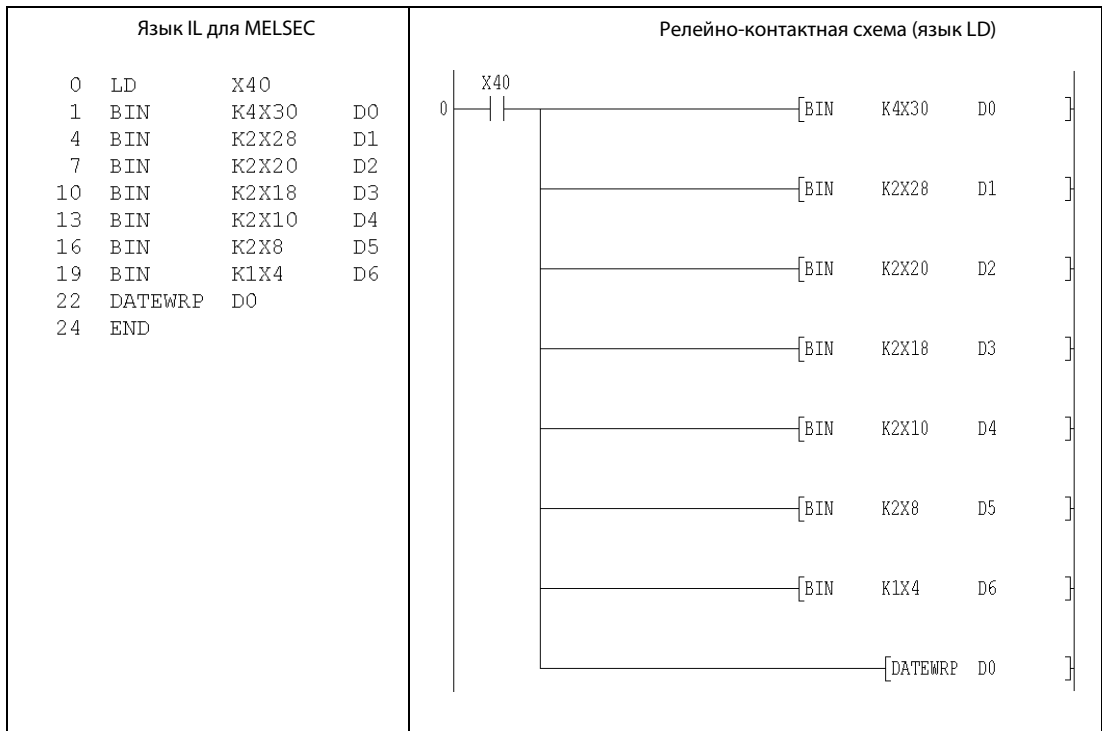 Язык IL для MELSEC
0 LD X40
1 BIN K4X30 D0
4 BIN K2X28 D1
7 BIN K2X20 D2
10 BIN K2X18 D3
13 BIN K2X10 D4
16 BIN K2X8 D5
19 BIN K1X4 D6
22 DATEWRP D0
24 END
Релейно-контактная схема (язык LD)
X40
0 [BIN K4X30 D0 ]
[BIN K2X28 D1 ]
[BIN K2X20 D2 ]
[BIN K2X18 D3 ]
[BIN K2X10 D4 ]
[BIN K2X8 D5 ]
[BIN K1X4 D6 ]
[DATEWRP D0 ]